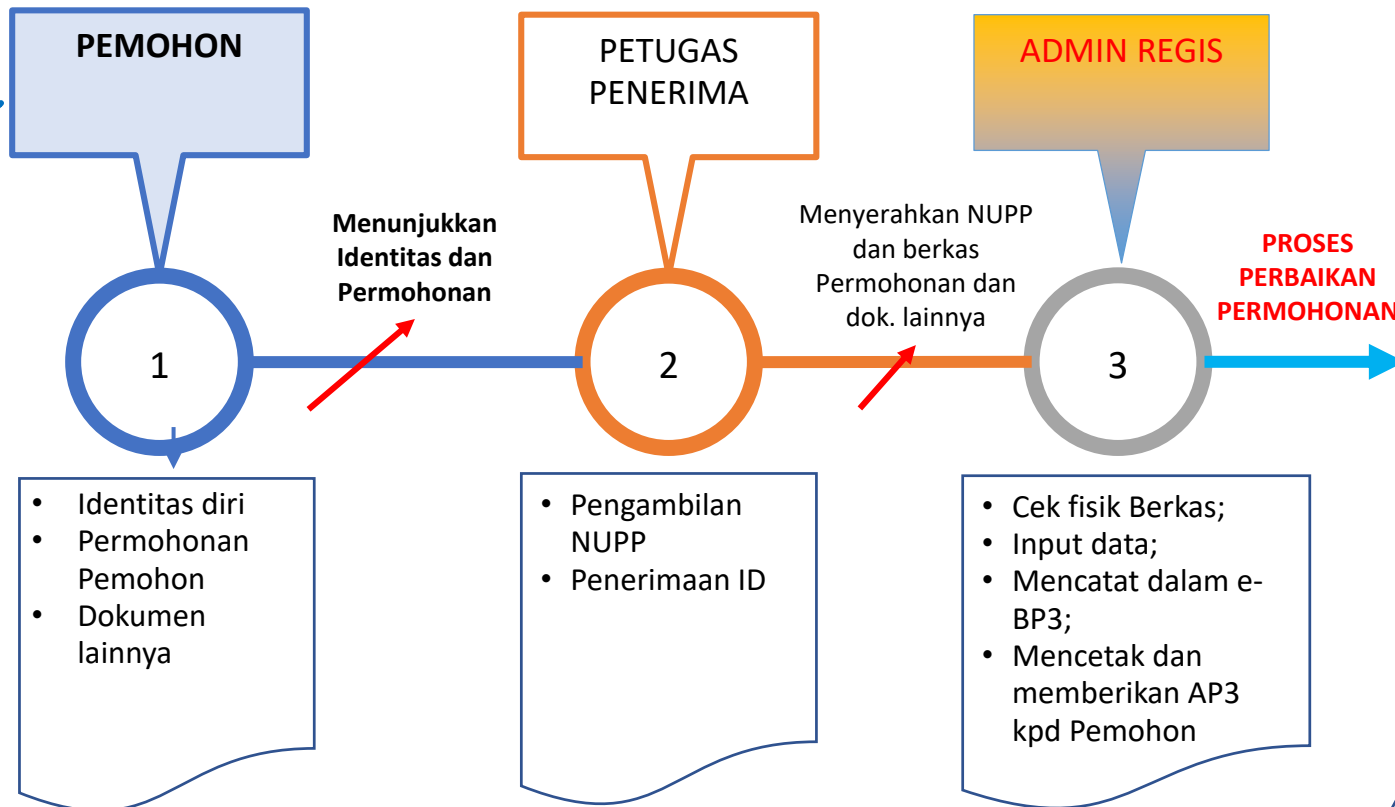 PEMOHON
PETUGAS
PENERIMA
ADMIN REGIS
Menunjukkan
Identitas dan
Permohonan
Menyerahkan NUPP
dan berkas
Permohonan dan
dok. lainnya
PROSES
PERBAIKAN
PERMOHONAN
1
2
3
• Identitas diri
• Permohonan
Pemohon
• Dokumen
lainnya
• Pengambilan
NUPP
• Penerimaan ID
• Cek fisik Berkas;
• Input data;
• Mencatat dalam e-
BP3;
• Mencetak dan
memberikan AP3
kpd Pemohon